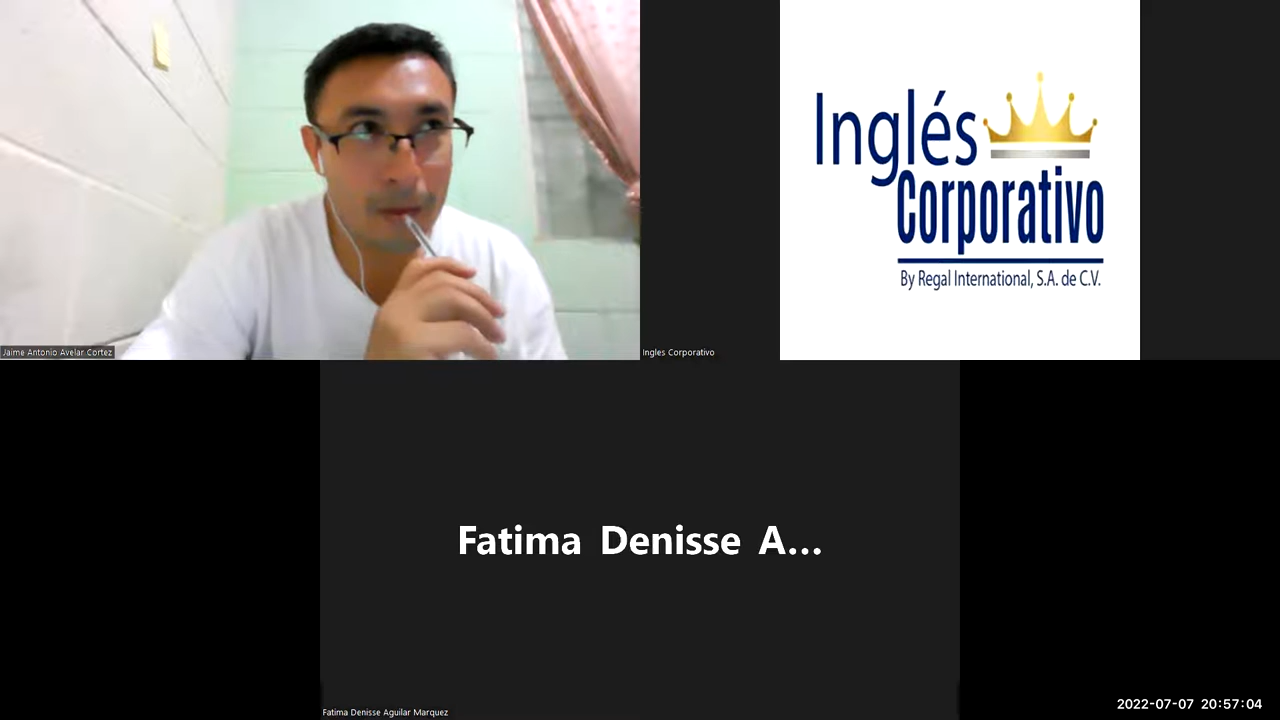 Inglés
Corporativo
By Regal International, S.A. de C.V.
Jaime Antonio Avelar Cortez
Ingles Corporativo
Fatima Denisse A...
Fatima Denisse Aguilar Marquez
2022-07-07 20:57:04